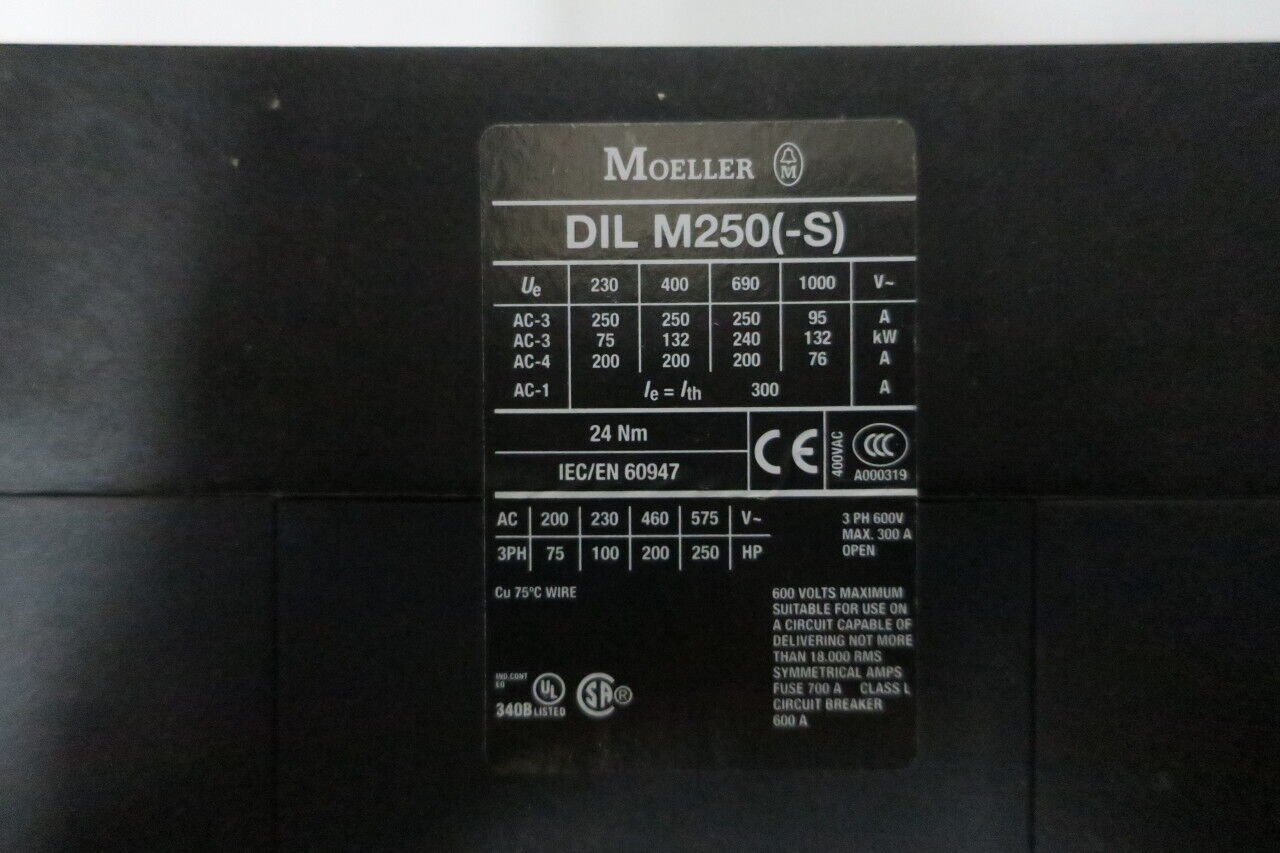 MOELLER M
DIL M250(-S)
Ue 230 400 690 1000 V~
AC-3 250 250 250 95 A
AC-3 75 132 240 132 kW
AC-4 200 200 200 76 A
AC-1 Ie = Ith 300 A
24 Nm
IEC/EN 60947
CE
400VAC
CCC
A000319
AC 200 230 460 575 V~
3PH 75 100 200 250 HP
3 PH 600V
MAX. 300 A
OPEN
Cu 75°C WIRE
600 VOLTS MAXIMUM
SUITABLE FOR USE ON
A CIRCUIT CAPABLE OF
DELIVERING NOT MORE
THAN 18.000 RMS
SYMMETRICAL AMPS
FUSE 700 A CLASS L
CIRCUIT BREAKER
600 A
IND.CONT
EQ
UL
340B LISTED
SA®